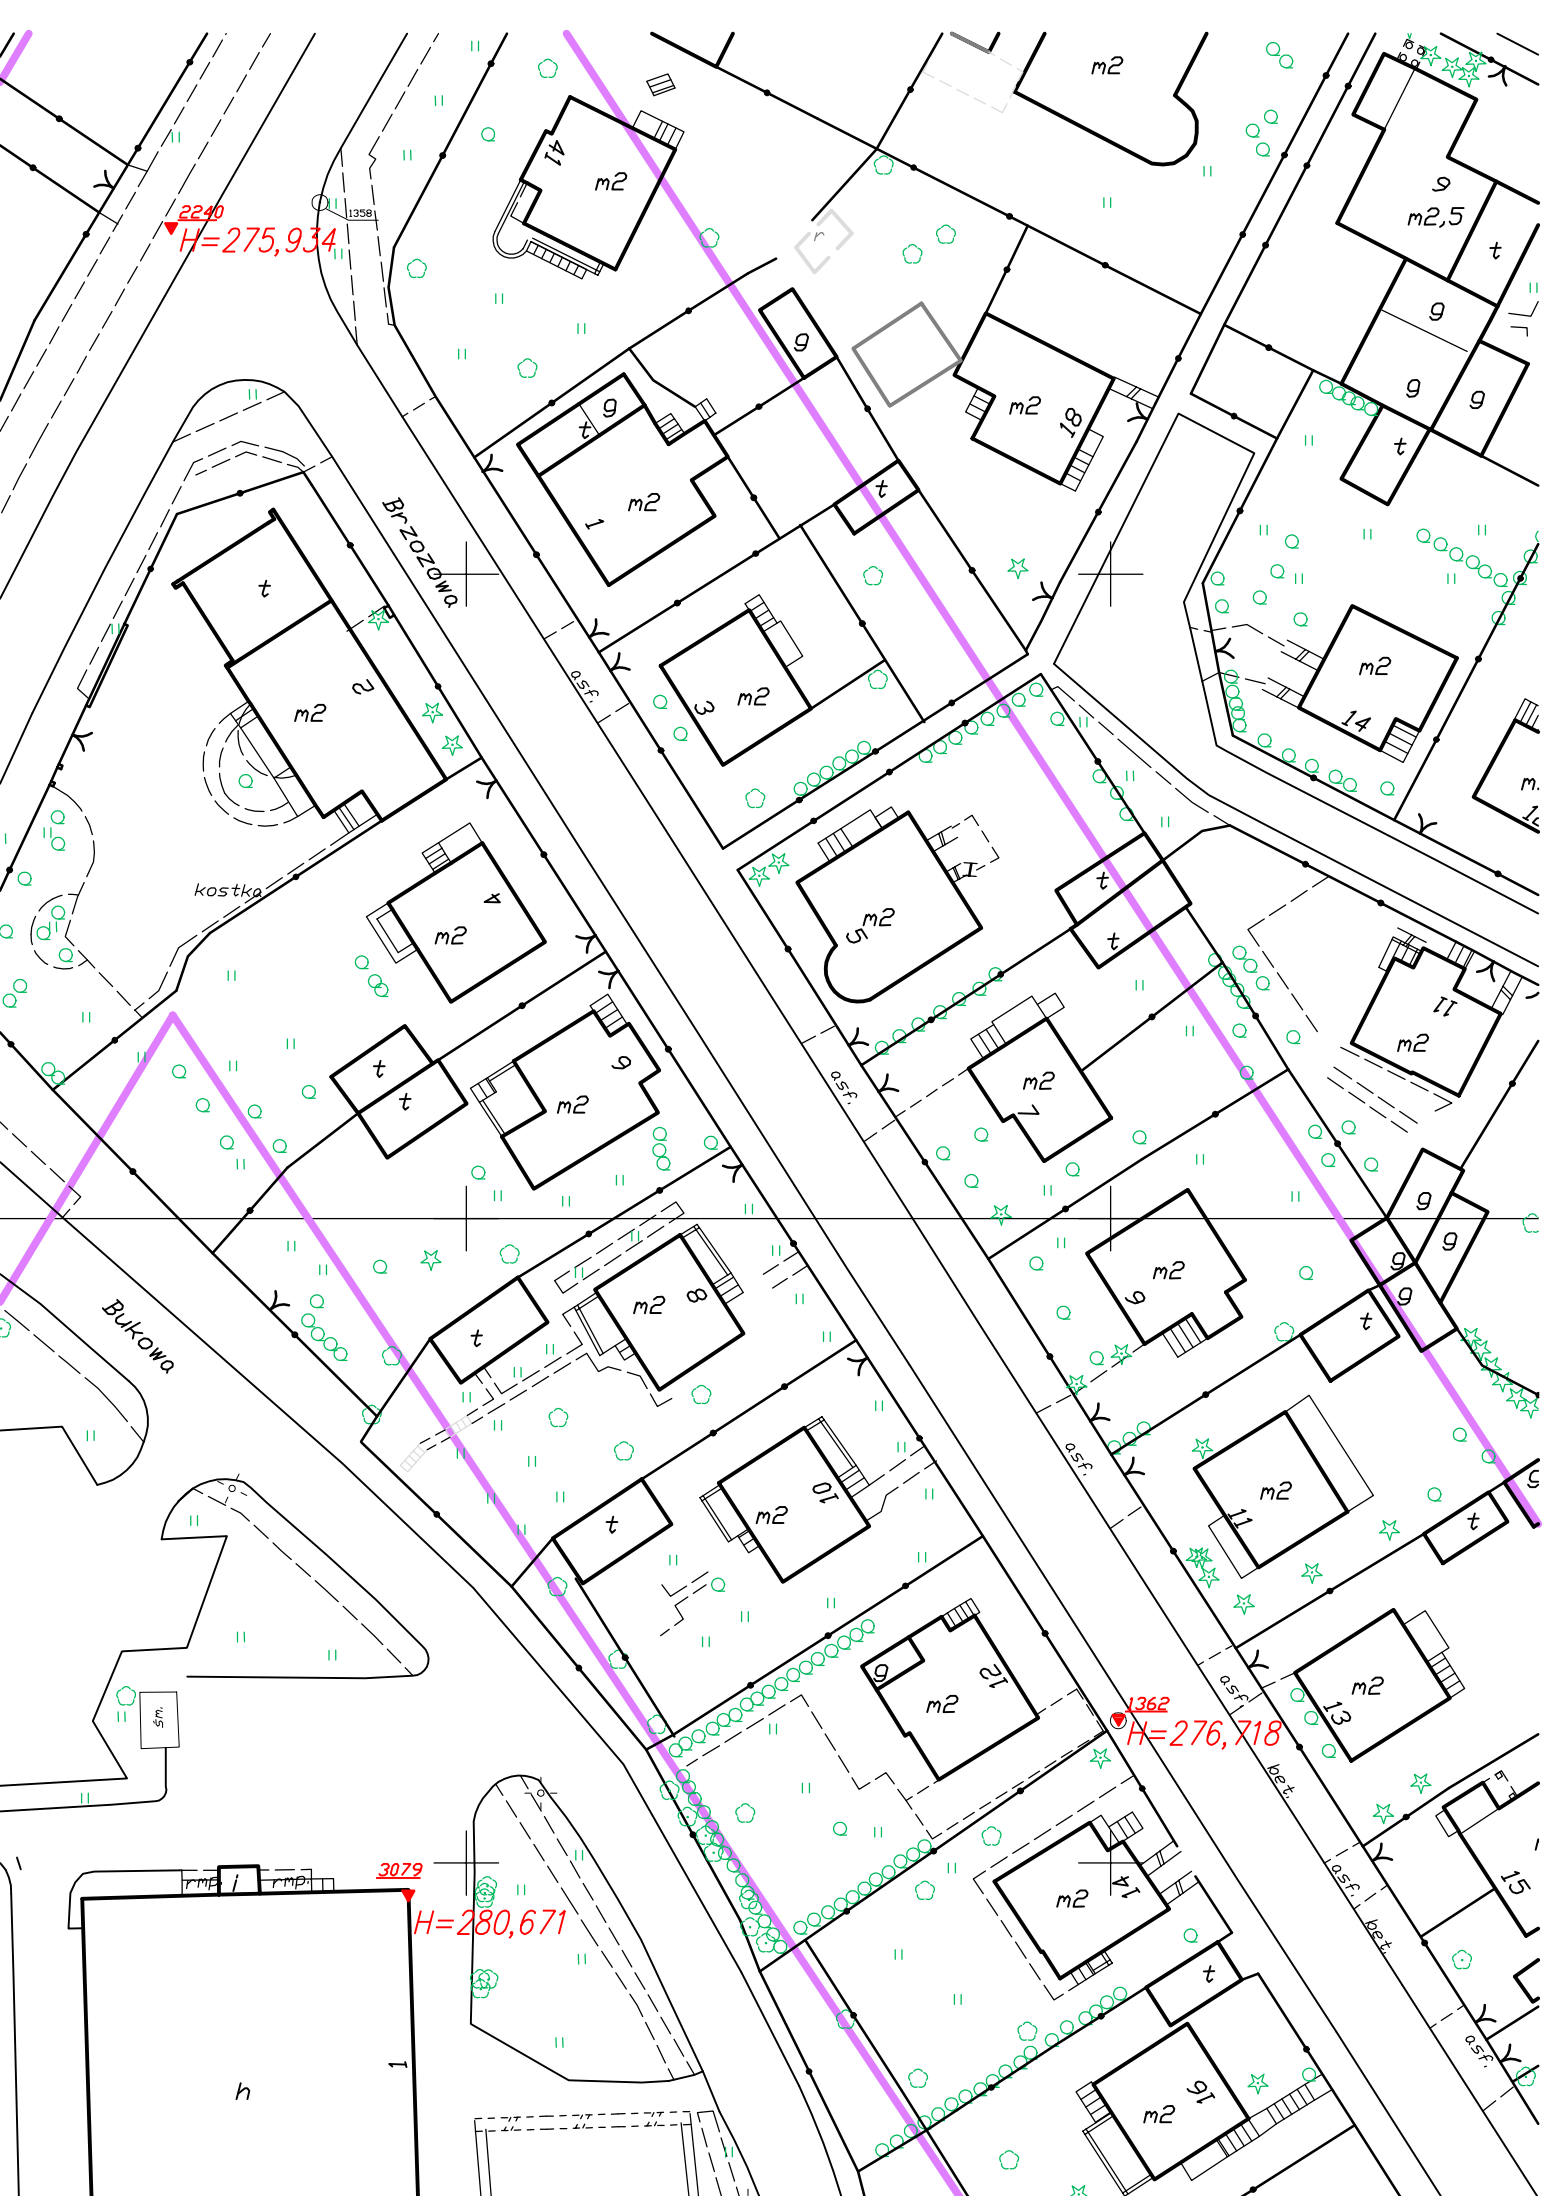 m2
41
m2
9
m2,5
t
1358
2240
H=275,934
r
g
g
g
g
g
t
m2
18
t
m2
1
t
Brzozowa
t
m2
2
asf.
m2
3
m2
14
m.
kostka
m2
4
m2
5
I
t
t
m2
11
t
t
m2
6
asf.
m2
7
g
g
g
g
t
m2
9
Bukowa
t
m2
8
asf.
m2
11
g
t
t
m2
10
g
m2
12
asf.
m2
13
śm.
1362
H=276,718
bet.
3079
H=280,671
rmp.
i
rmp.
m2
14
asf.
15
bet.
t
asf.
h
1
m2
16